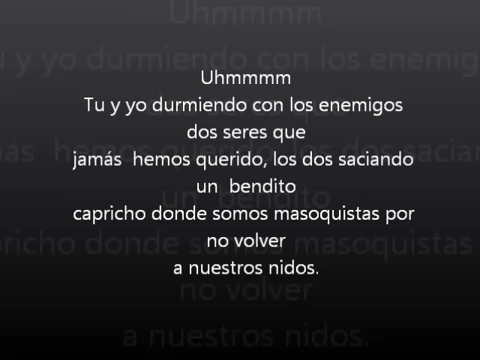 Uhmmmm
Tu y yo durmiendo con los enemigos
dos seres que
jamás  hemos querido, los dos saciando
un  bendito
capricho donde somos masoquistas por
no volver
a nuestros nidos.